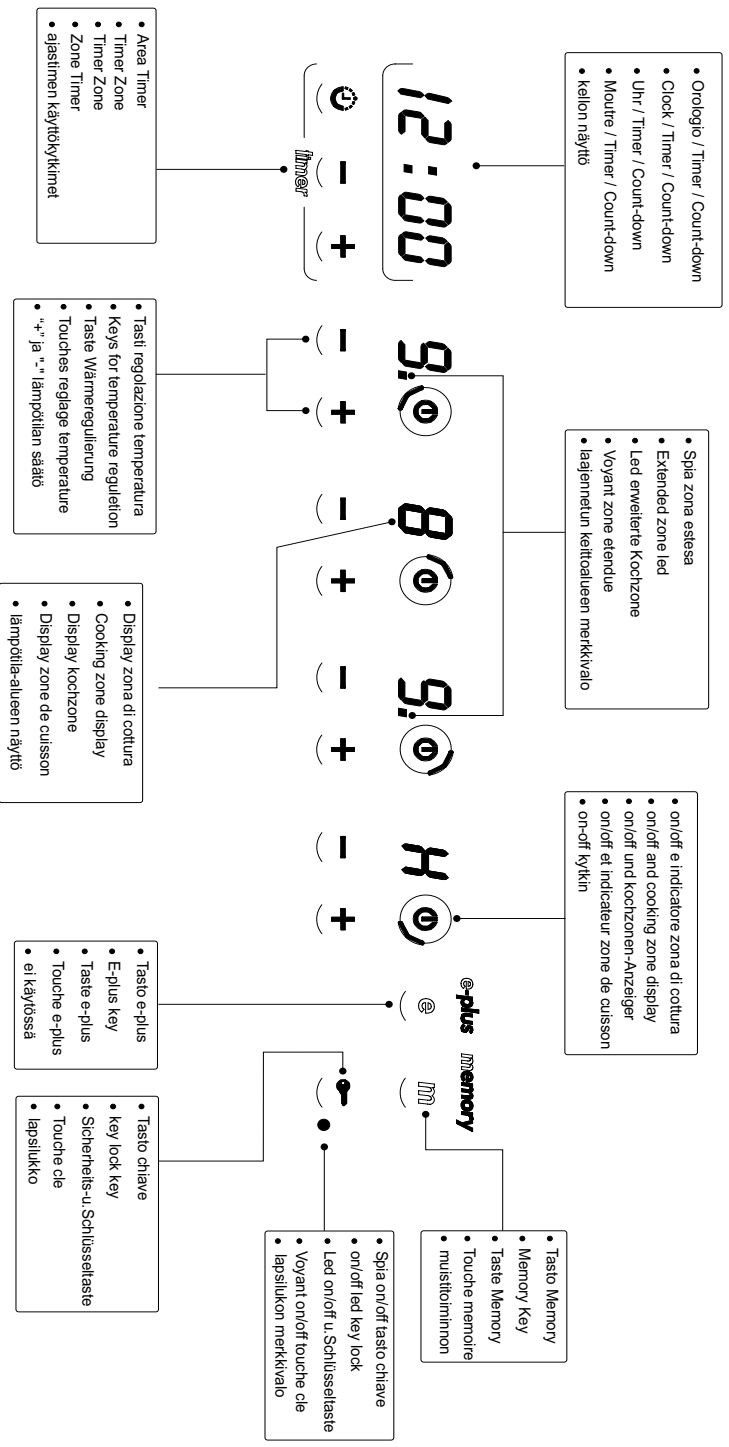 • Orologio / Timer / Count-down
• Clock / Timer / Count-down
• Uhr / Timer / Count-down
• Moutre / Timer / Count-down
• kellon näyttö
• Spia zona estesa
• Extended zone led
• Led erweiterte Kochzone
• Voyant zone etendue
• laajennetun keittoalueen merkkivalo
• on/off e indicatore zona di cottura
• on/off and cooking zone display
• on/off und kochzonen-Anzeiger
• on/off et indicateur zone de cuisson
• on-off kytkin
• Tasto Memory
• Memory Key
• Taste Memory
• Touche memoire
• muistitoiminnon
• Spia on/off tasto chiave
• on/off led key lock
• Led on/off u.Schlüsseltaste
• Voyant on/off touche cle
• lapsilukon merkkivalo
12:00 9. 8 9. H e-plus memory
e m
- + - + - + - + - +
timer
• Area Timer
• Timer Zone
• Timer Zone
• Zone Timer
• ajastimen käyttökytkimet
• Tasti regolazione temperatura
• Keys for temperature reguletion
• Taste Wärmeregulierung
• Touches reglage temperature
• "+" ja "-" lämpötilan säätö
• Display zona di cottura
• Cooking zone display
• Display kochzone
• Display zone de cuisson
• lämpötila-alueen näyttö
• Tasto e-plus
• E-plus key
• Taste e-plus
• Touche e-plus
• ei käytössä
• Tasto chiave
• key lock key
• Sicherheits-u.Schlüsseltaste
• Touche cle
• lapsilukko